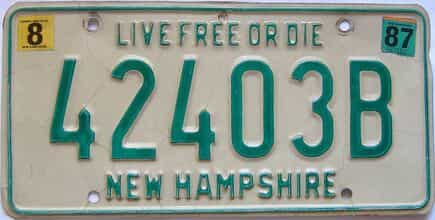 8
LIVE FREE OR DIE
87
42403B
NEW HAMPSHIRE